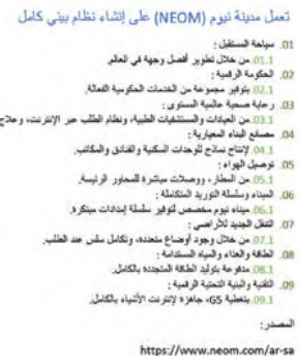 تعمل مدينة نيوم (NEOM) على إنشاء نظام بيئي كامل
01. سياحة المستقبل:
01.1. من خلال تطوير أفضل وجهة في العالم.
02. الحكومة الرقمية:
02.1. بتوفير مجموعة من الخدمات الحكومية الفعالة.
03. رعاية صحية عالمية المستوى:
03.1. من العيادات والمستشفيات الطبية، ونظام الطلب عبر الإنترنت، وعلاج
04. مصانع البناء المعيارية:
04.1. لإنتاج نماذج للوحدات السكنية والفنادق والمكاتب.
05. توصيل الهواء:
05.1. من المطار، ووصلات مباشرة للمحاور الرئيسة.
06. الميناء وسلسلة التوريد المتكاملة:
06.1. ميناء نيوم مخصص لتوفير سلسلة إمدادات مبتكرة.
07. التنقل الجديد للأراضي:
07.1. من خلال وجود أوضاع متعددة، وتكامل سلس عند الطلب.
08. الطاقة والغذاء والمياه المستدامة:
08.1. مدفوعة بتوليد الطاقة المتجددة بالكامل.
09. التقنية والبنية التحتية الرقمية:
09.1. بتغطية 5G، جاهزة لإنترنت الأشياء بالكامل.
المصدر:
https://www.neom.com/ar-sa